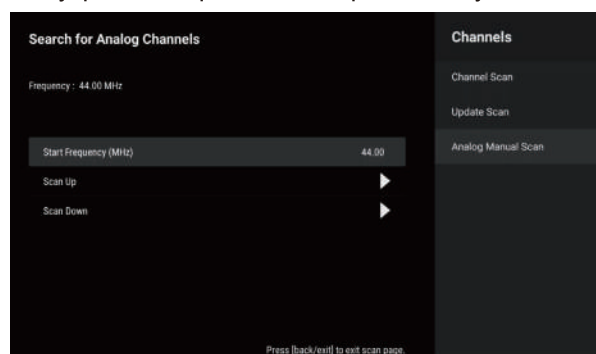 Search for Analog Channels
Frequency : 44.00 MHz
Start Frequency (MHz) 44.00
Scan Up
Scan Down
Press [back/exit] to exit scan page.
Channels
Channel Scan
Update Scan
Analog Manual Scan